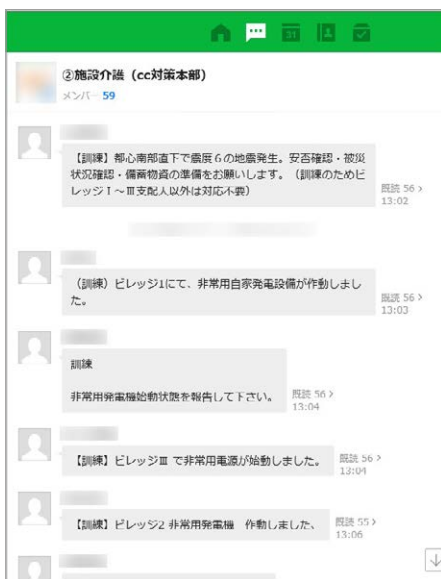 31
②施設介護（cc対策本部）
メンバー 59
【訓練】都心南部直下で震度６の地震発生。安否確認・被災
状況確認・備蓄物資の準備をお願いします。（訓練のためビ
レッジⅠ～Ⅲ支配人以外は対応不要）
既読 56 >
13:02
（訓練）ビレッジ1にて、非常用自家発電設備が作動しまし
た。
既読 56 >
13:03
訓練
非常用発電機始動状態を報告して下さい。
既読 56 >
13:04
【訓練】ビレッジⅢ で非常用電源が始動しました。
既読 56 >
13:04
【訓練】ビレッジ2 非常用発電機　作動しました、
既読 55 >
13:06